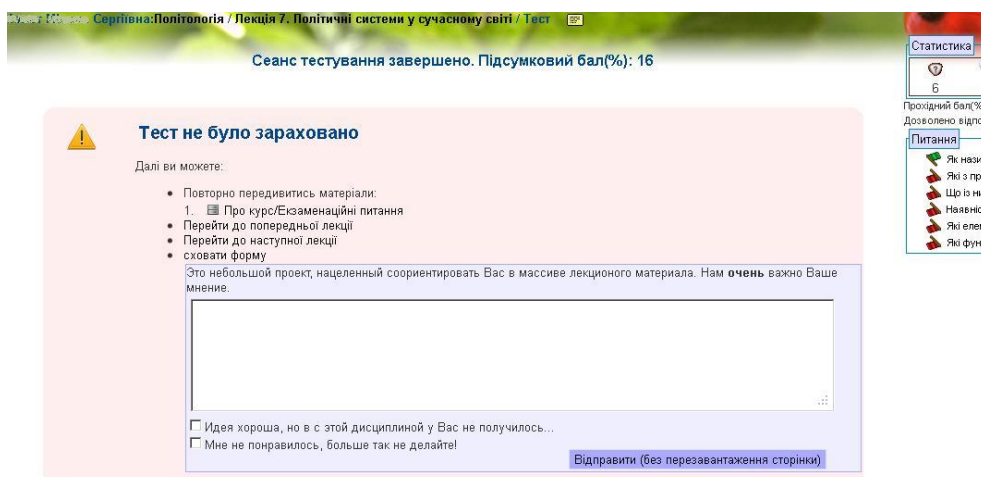 Сергіївна:Політологія / Лекція 7. Політичні системи у сучасному світі / Тест
Сеанс тестування завершено. Підсумковий бал(%): 16
Тест не було зараховано
Далі ви можете:
Повторно передивитись матеріали:
1. Про курс/Екзаменаційні питання
Перейти до попередньої лекції
Перейти до наступної лекції
сховати форму
Это небольшой проект, нацеленный соориентировать Вас в массиве лекционого материала. Нам очень важно Ваше
мнение.
Идея хороша, но в с этой дисциплиной у Вас не получилось...
Мне не понравилось, больше так не делайте!
Відправити (без перезавантаження сторінки)
Статистика
6
Прохідний бал(%
Дозволено відпо
Питання
Як нази
Які з пр
Що із ни
Наявніс
Які елем
Які фун